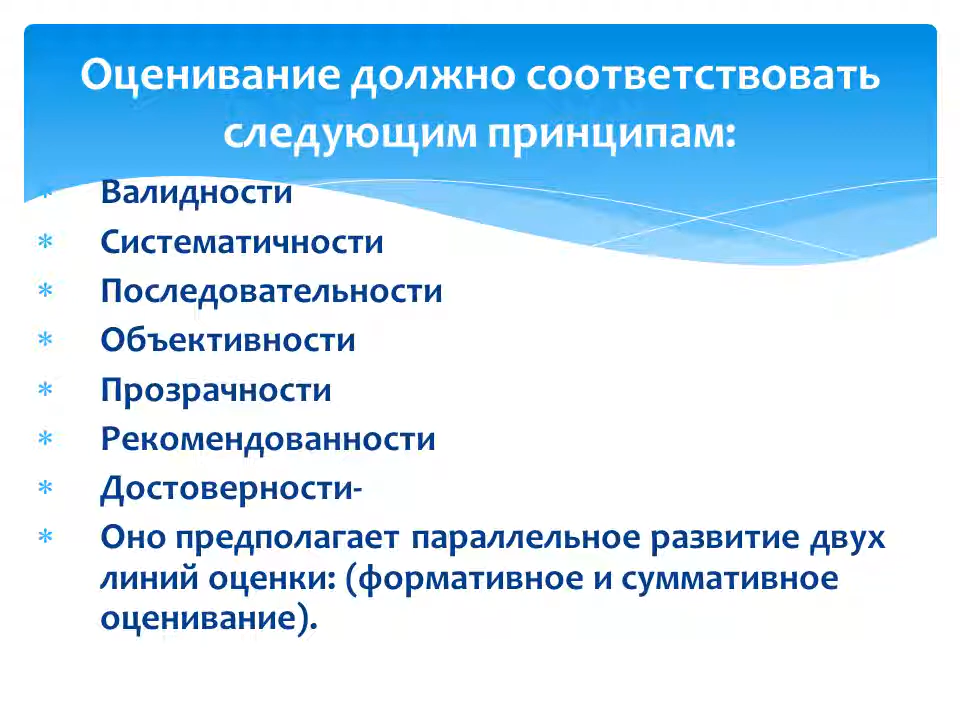 Оценивание должно соответствовать
следующим принципам:
* Валидности
* Систематичности
* Последовательности
* Объективности
* Прозрачности
* Рекомендованности
* Достоверности-
* Оно предполагает параллельное развитие двух
линий оценки: (формативное и суммативное
оценивание).